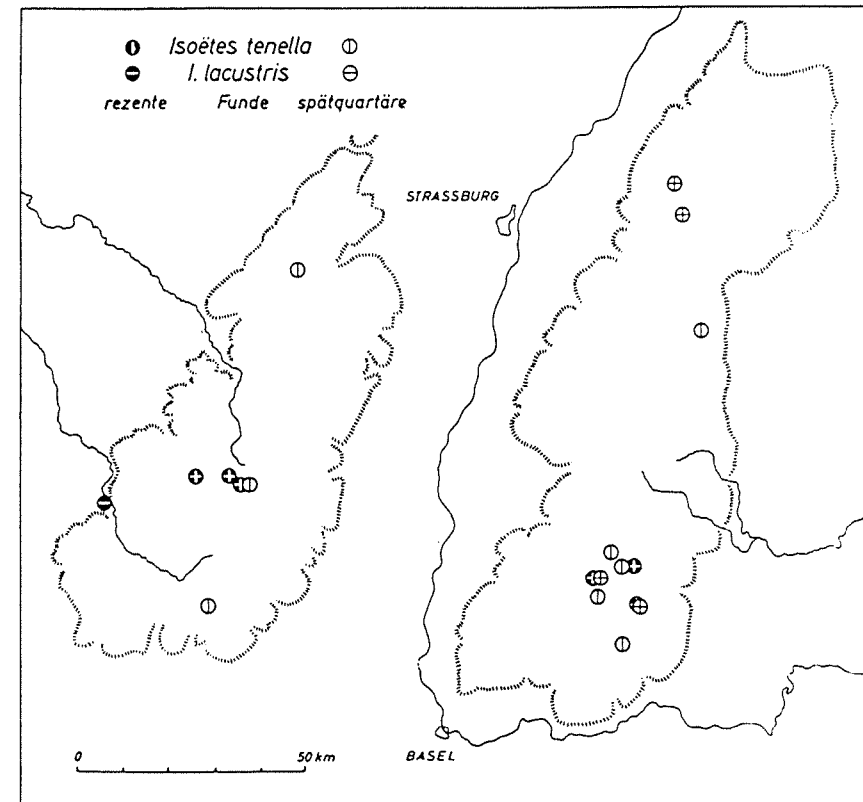 Isoëtes tenella
I. lacustris
rezente Funde spätquartäre
STRASSBURG
BASEL
0 50 km